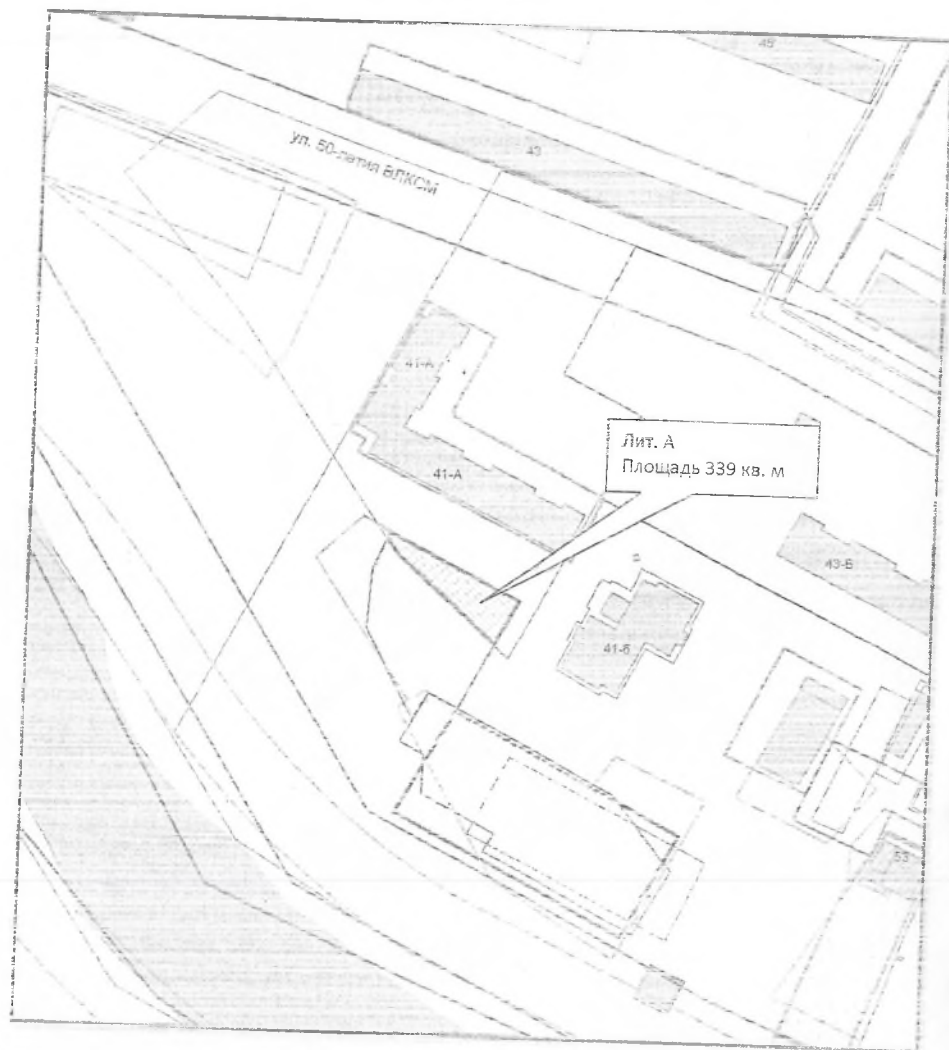 45
43
ул. 50-летия ВЛКСМ
41-А
Лит. А
Площадь 339 кв. м
41-А
43-Б
41-б
53